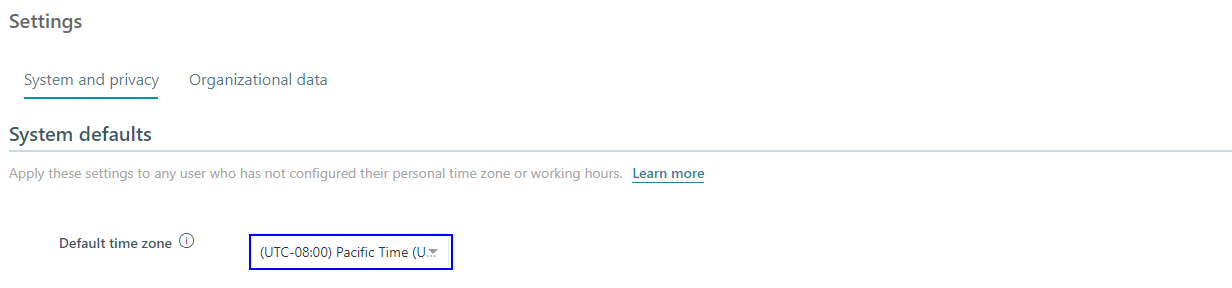 Settings
System and privacy Organizational data
System defaults
Apply these settings to any user who has not configured their personal time zone or working hours. Learn more
Default time zone (UTC-08:00) Pacific Time (U...